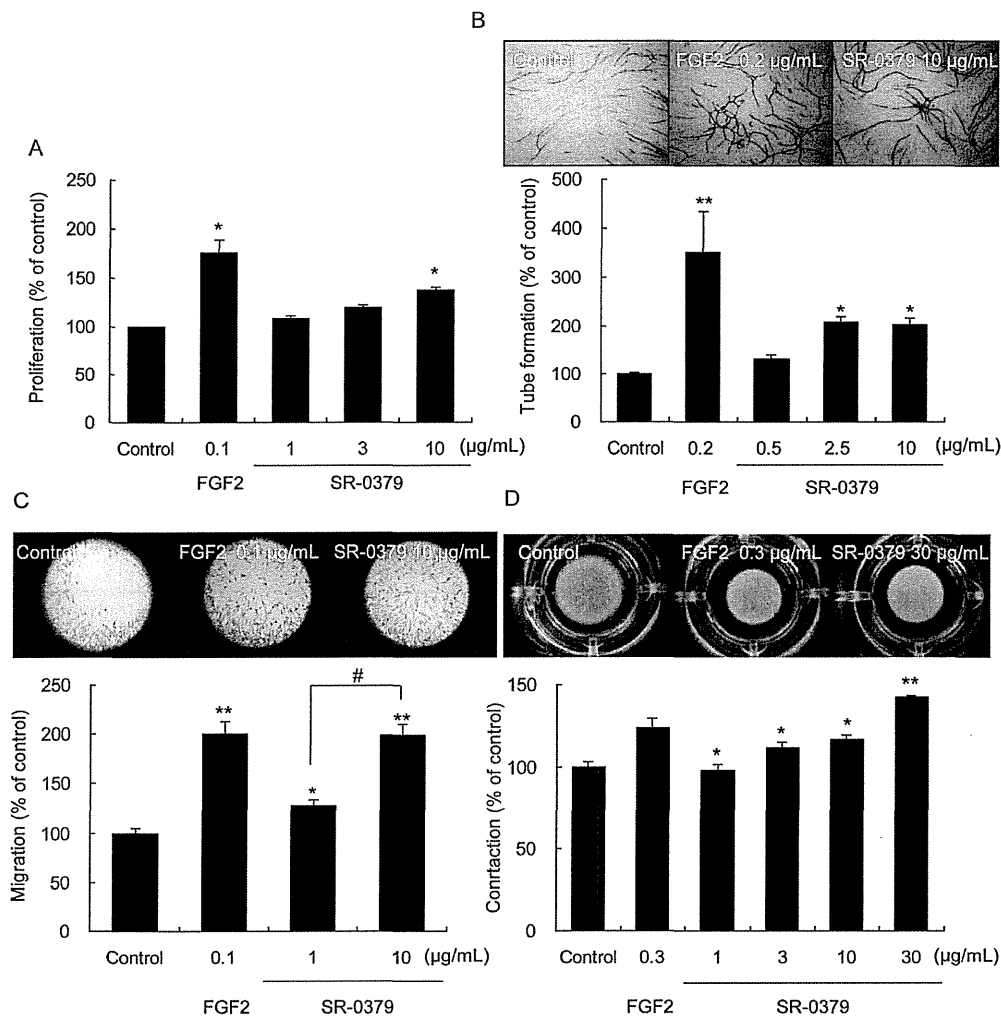 A
250
200
150
100
50
0
Proliferation (% of control)
*
*
Control 0.1 1 3 10 (μg/mL)
FGF2 SR-0379
B
Control FGF2 0.2 μg/mL SR-0379 10 μg/mL
500
400
300
200
100
0
Tube formation (% of control)
**
*
*
Control 0.2 0.5 2.5 10 (μg/mL)
FGF2 SR-0379
C
Control FGF2 0.1 μg/mL SR-0379 10 μg/mL
250
200
150
100
50
0
Migration (% of control)
#
**
*
**
Control 0.1 1 10 (μg/mL)
FGF2 SR-0379
D
Control FGF2 0.3 μg/mL SR-0379 30 μg/mL
150
100
50
0
Conrtaction (% of control)
*
*
*
**
Control 0.3 1 3 10 30 (μg/mL)
FGF2 SR-0379